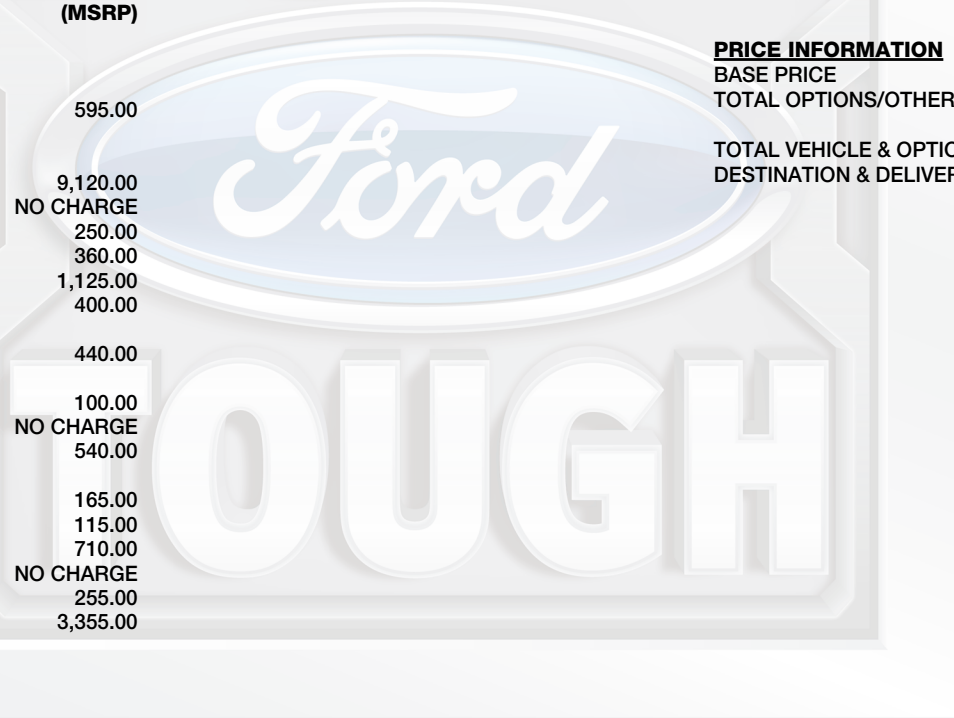 (MSRP)
595.00
9,120.00
NO CHARGE
250.00
360.00
1,125.00
400.00
440.00
100.00
NO CHARGE
540.00
165.00
115.00
710.00
NO CHARGE
255.00
3,355.00
PRICE INFORMATION
BASE PRICE
TOTAL OPTIONS/OTHER
TOTAL VEHICLE & OPTIO
DESTINATION & DELIVER
Ford
TOUGH